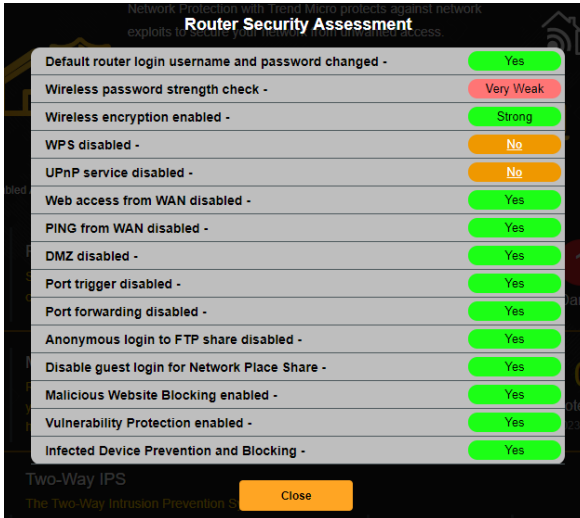 Network Protection with Trend Micro protects against network
Router Security Assessment
exploits to secure your network from unwanted access.
Default router login username and password changed - Yes
Wireless password strength check - Very Weak
Wireless encryption enabled - Strong
WPS disabled - No
UPnP service disabled - No
Web access from WAN disabled - Yes
PING from WAN disabled - Yes
DMZ disabled - Yes
Port trigger disabled - Yes
Port forwarding disabled - Yes
Anonymous login to FTP share disabled - Yes
Disable guest login for Network Place Share - Yes
Malicious Website Blocking enabled - Yes
Vulnerability Protection enabled - Yes
Infected Device Prevention and Blocking - Yes
Two-Way IPS
The Two-Way Intrusion Prevention
Close